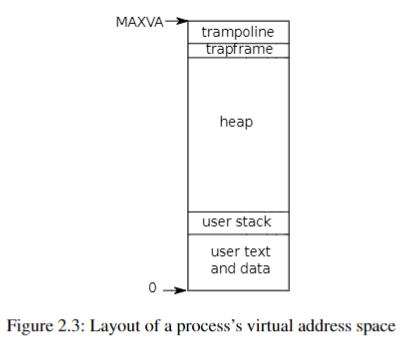 MAXVA
trampoline
trapframe
heap
user stack
user text
and data
0
Figure 2.3: Layout of a process's virtual address space